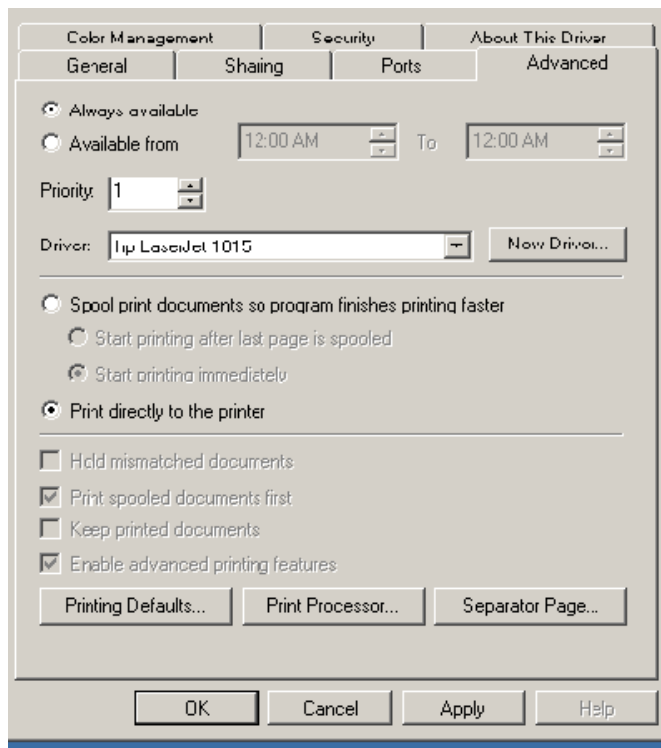 Color Management Security About This Driver
General Sharing Ports Advanced
Always available
Available from 12:00 AM To 12:00 AM
Priority: 1
Driver: hp LaserJet 1015 New Driver...
Spool print documents so program finishes printing faster
Start printing after last page is spooled
Start printing immediately
Print directly to the printer
Hold mismatched documents
Print spooled documents first
Keep printed documents
Enable advanced printing features
Printing Defaults... Print Processor... Separator Page...
OK Cancel Apply Help